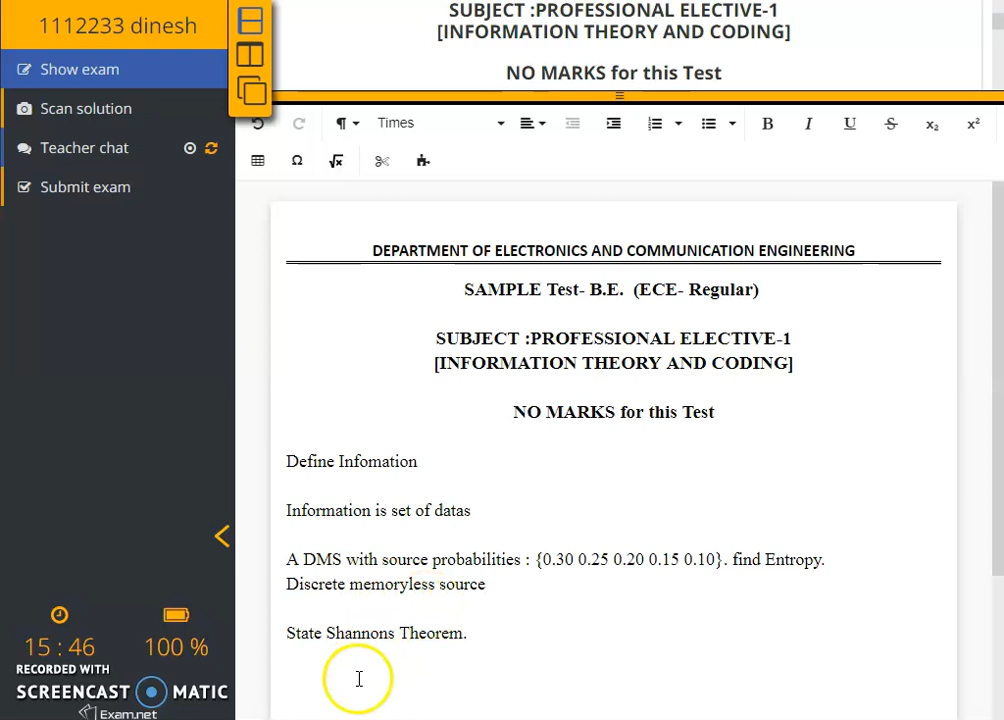 1112233 dinesh
Show exam
Scan solution
Teacher chat
Submit exam
15 : 46
100 %
RECORDED WITH
SCREENCAST MATIC
Exam.net
SUBJECT :PROFESSIONAL ELECTIVE-1
[INFORMATION THEORY AND CODING]
NO MARKS for this Test
¶ Times B I U S x₂ x²
Ω √x
DEPARTMENT OF ELECTRONICS AND COMMUNICATION ENGINEERING
SAMPLE Test- B.E. (ECE- Regular)
SUBJECT :PROFESSIONAL ELECTIVE-1
[INFORMATION THEORY AND CODING]
NO MARKS for this Test
Define Infomation
Information is set of datas
A DMS with source probabilities : {0.30 0.25 0.20 0.15 0.10}. find Entropy.
Discrete memoryless source
State Shannons Theorem.